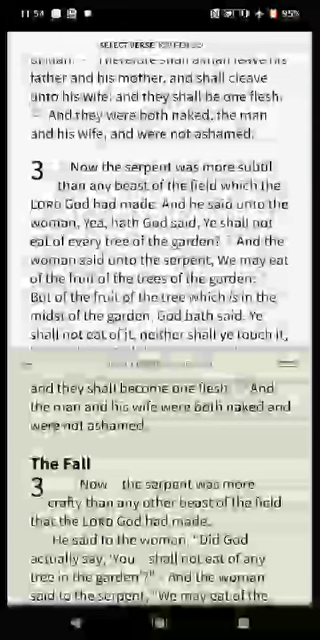 11:54
95%
SELECT VERSE
Therefore shall a man leave his
father and his mother, and shall cleave
unto his wife: and they shall be one flesh.
And they were both naked, the man
and his wife, and were not ashamed.
3 Now the serpent was more subtil
than any beast of the field which the
LORD God had made. And he said unto the
woman, Yea, hath God said, Ye shall not
eat of every tree of the garden? And the
woman said unto the serpent, We may eat
of the fruit of the trees of the garden:
But of the fruit of the tree which is in the
midst of the garden, God hath said, Ye
shall not eat of it, neither shall ye touch it,
and they shall become one flesh. And
the man and his wife were both naked and
were not ashamed.
The Fall
3 Now the serpent was more
crafty than any other beast of the field
that the LORD God had made.
He said to the woman, “Did God
actually say, ‘You shall not eat of any
tree in the garden’?” And the woman
said to the serpent, “We may eat of the